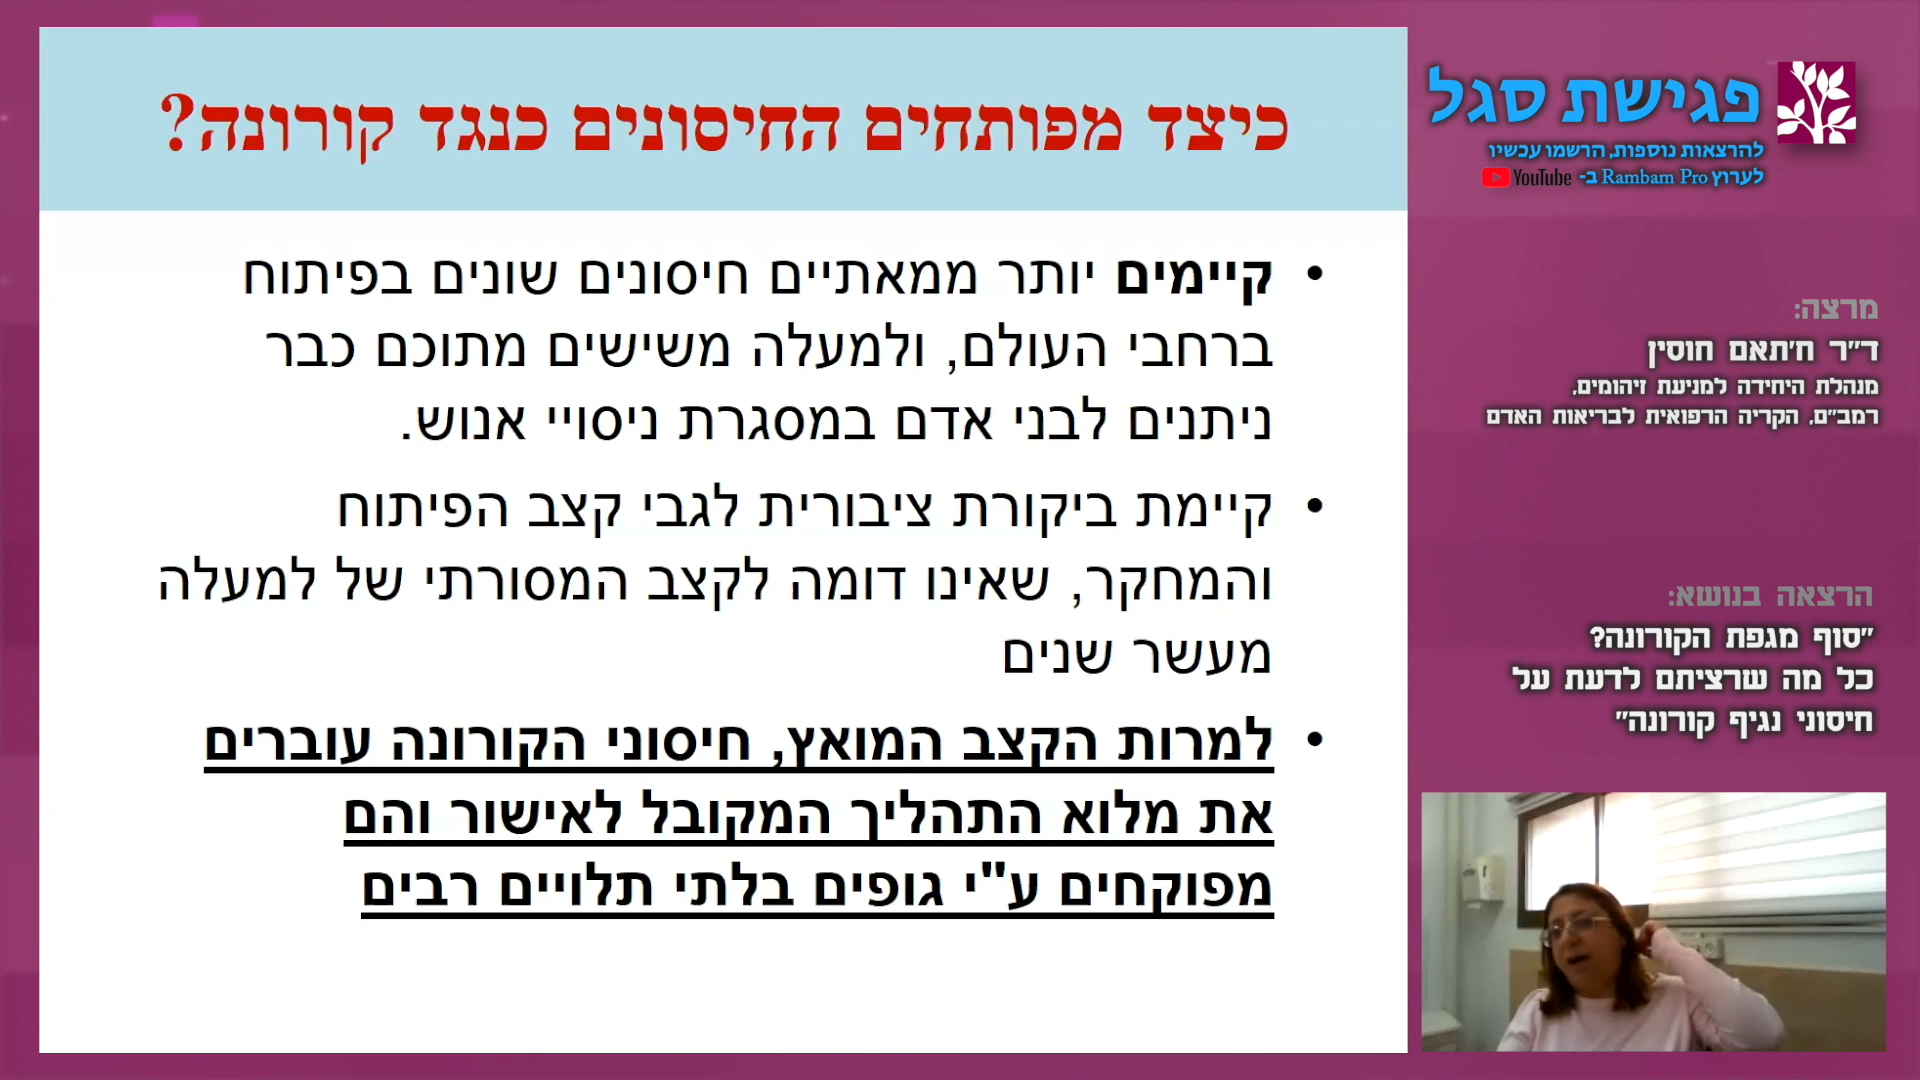 כיצד מפותחים החיסונים כנגד קורונה?
• קיימים יותר ממאתיים חיסונים שונים בפיתוח
ברחבי העולם, ולמעלה משישים מתוכם כבר
ניתנים לבני אדם במסגרת ניסויי אנוש.
• קיימת ביקורת ציבורית לגבי קצב הפיתוח
והמחקר, שאינו דומה לקצב המסורתי של למעלה
מעשר שנים
• למרות הקצב המואץ, חיסוני הקורונה עוברים
את מלוא התהליך המקובל לאישור והם
מפוקחים ע"י גופים בלתי תלויים רבים
פגישת סגל
להרצאות נוספות, הרשמו עכשיו
לערוץ Rambam Pro ב- YouTube
מרצה:
ד"ר ח'תאם חוסין
מנהלת היחידה למניעת זיהומים,
רמב"ם, הקריה הרפואית לבריאות האדם
הרצאה בנושא:
"סוף מגפת הקורונה?
כל מה שרציתם לדעת על
חיסוני נגיף קורונה"